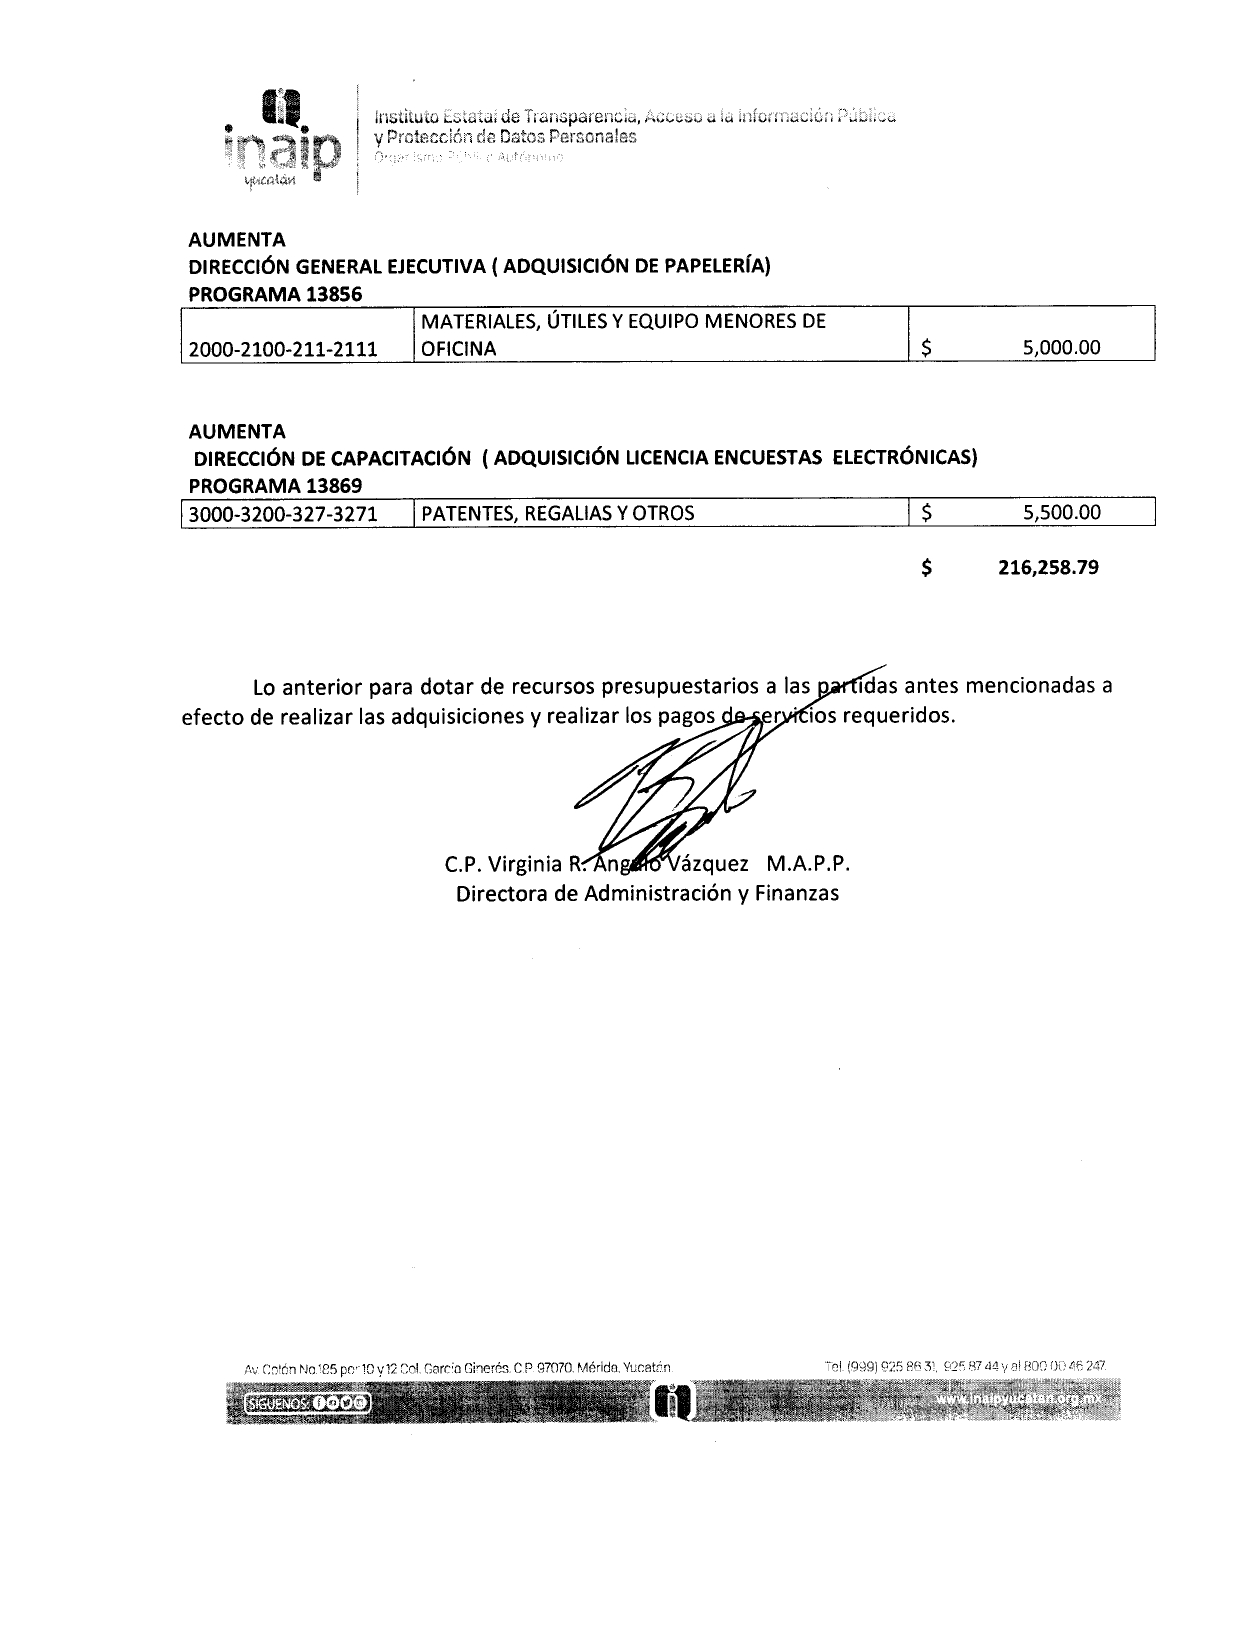 inaip
yucatán
Instituto Estatal de Transparencia, Acceso a la Información Pública
y Protección de Datos Personales
Organismo Público Autónomo
AUMENTA
DIRECCIÓN GENERAL EJECUTIVA ( ADQUISICIÓN DE PAPELERÍA)
PROGRAMA 13856
MATERIALES, ÚTILES Y EQUIPO MENORES DE
2000-2100-211-2111 OFICINA $ 5,000.00
AUMENTA
DIRECCIÓN DE CAPACITACIÓN ( ADQUISICIÓN LICENCIA ENCUESTAS ELECTRÓNICAS)
PROGRAMA 13869
3000-3200-327-3271 PATENTES, REGALIAS Y OTROS $ 5,500.00
$ 216,258.79
Lo anterior para dotar de recursos presupuestarios a las partidas antes mencionadas a
efecto de realizar las adquisiciones y realizar los pagos de servicios requeridos.
C.P. Virginia R. Angulo Vázquez M.A.P.P.
Directora de Administración y Finanzas
Av. Colón No.185 por 10 y 12 Col. García Ginerés, C.P. 97070, Mérida, Yucatán. Tel. (999) 925 86 31, 925 87 44 y al 800 00 46 247
SÍGUENOS: www.inaipyucatan.org.mx